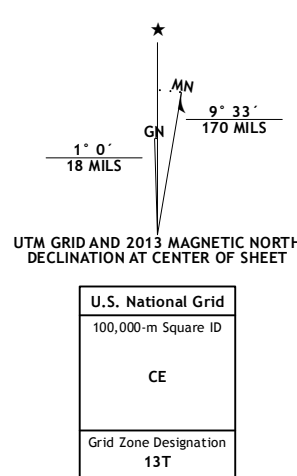 ★
MN
9° 33´
170 MILS
GN
1° 0´
18 MILS
UTM GRID AND 2013 MAGNETIC NORTH
DECLINATION AT CENTER OF SHEET
U.S. National Grid
100,000-m Square ID
CE
Grid Zone Designation
13T